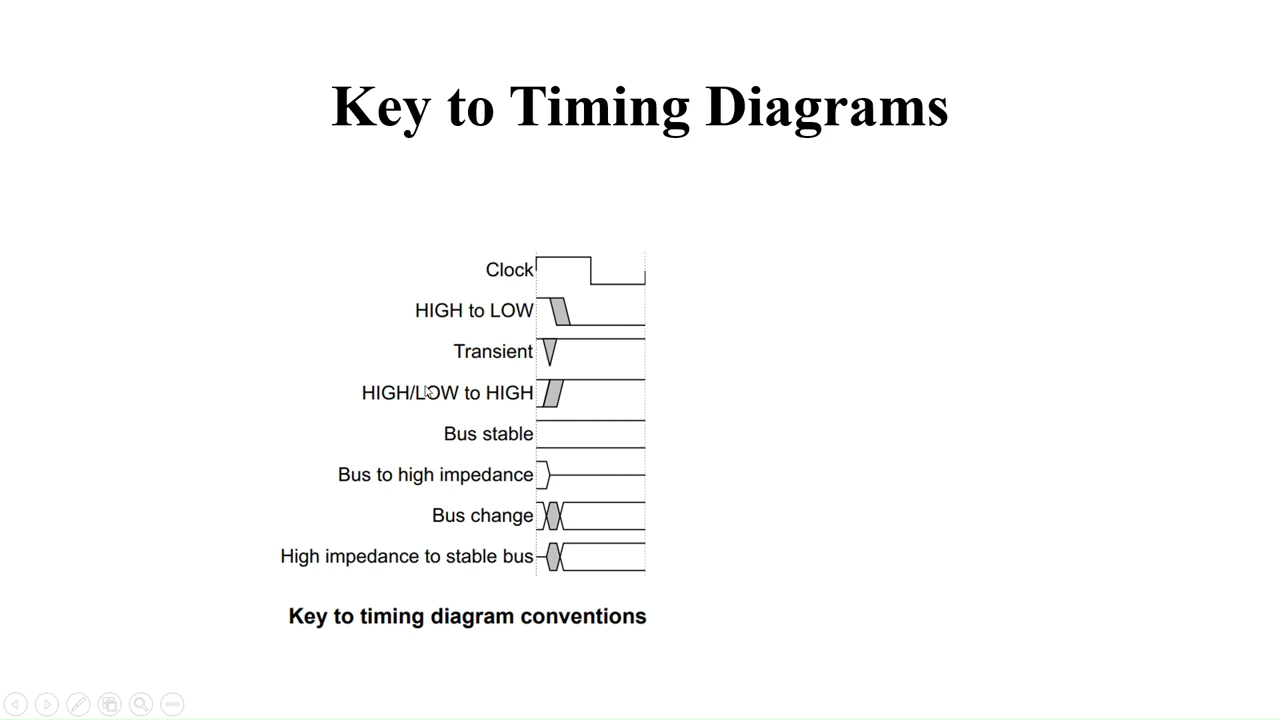 Key to Timing Diagrams
Clock
HIGH to LOW
Transient
HIGH/LOW to HIGH
Bus stable
Bus to high impedance
Bus change
High impedance to stable bus
Key to timing diagram conventions